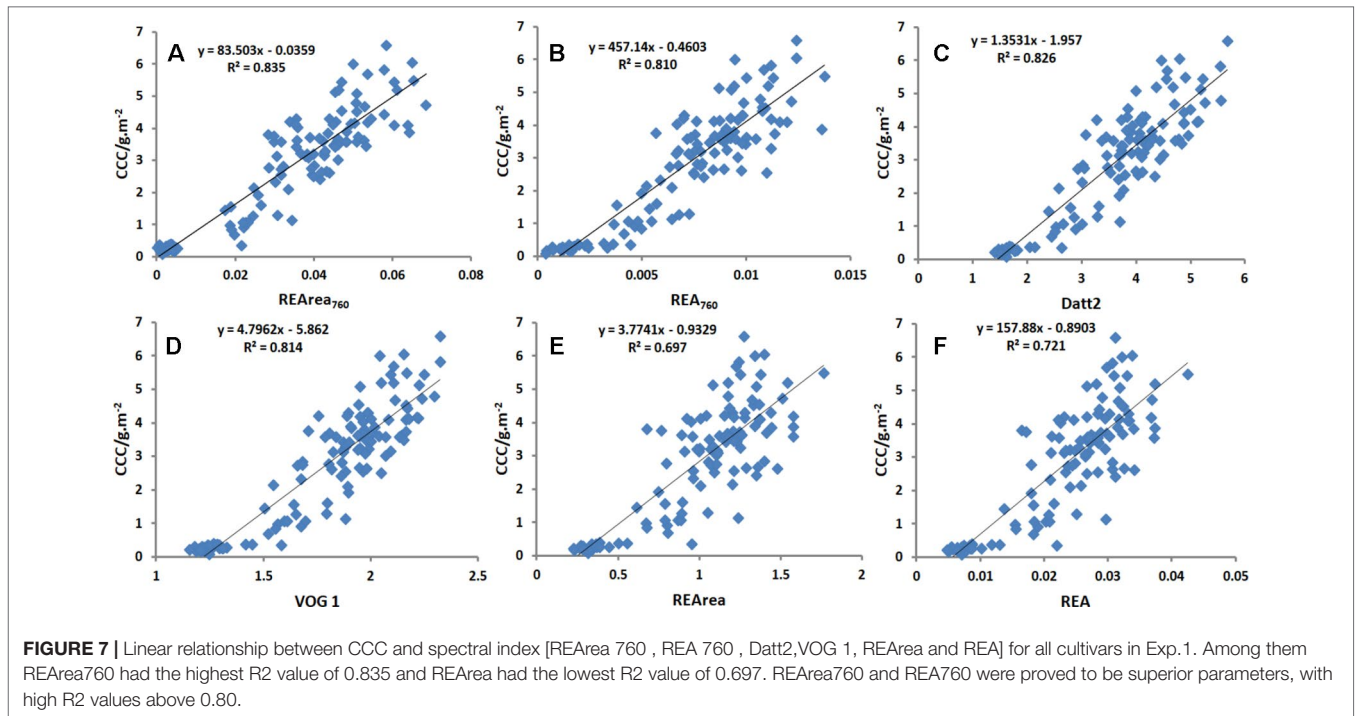 A
y = 83.503x - 0.0359
R² = 0.835
CCC/g.m⁻²
7
6
5
4
3
2
1
0
0
0.02
0.04
0.06
0.08
REArea₇₆₀
B
y = 457.14x - 0.4603
R² = 0.810
CCC/g.m⁻²
7
6
5
4
3
2
1
0
0
0.005
0.01
0.015
REA₇₆₀
C
y = 1.3531x - 1.957
R² = 0.826
CCC/g.m⁻²
7
6
5
4
3
2
1
0
0
1
2
3
4
5
6
Datt2
D
y = 4.7962x - 5.862
R² = 0.814
CCC/g.m⁻²
7
6
5
4
3
2
1
0
1
1.5
2
2.5
VOG 1
E
y = 3.7741x - 0.9329
R² = 0.697
CCC/g.m⁻²
7
6
5
4
3
2
1
0
0
0.5
1
1.5
2
REArea
F
y = 157.88x - 0.8903
R² = 0.721
CCC/g.m⁻²
7
6
5
4
3
2
1
0
0
0.01
0.02
0.03
0.04
0.05
REA
FIGURE 7 | Linear relationship between CCC and spectral index [REArea 760 , REA 760 , Datt2,VOG 1, REArea and REA] for all cultivars in Exp.1. Among them
REArea760 had the highest R2 value of 0.835 and REArea had the lowest R2 value of 0.697. REArea760 and REA760 were proved to be superior parameters, with
high R2 values above 0.80.